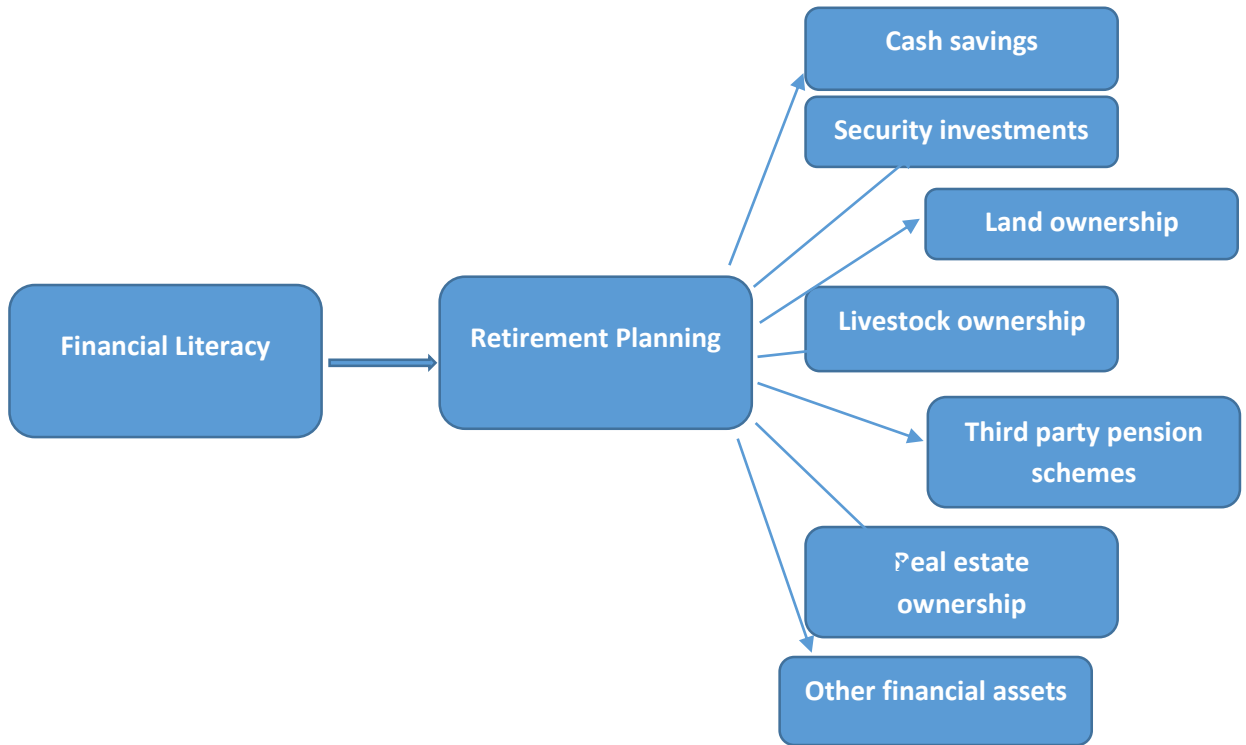 Cash savings
Security investments
Land ownership
Financial Literacy
Retirement Planning
Livestock ownership
Third party pension
schemes
Real estate
ownership
Other financial assets